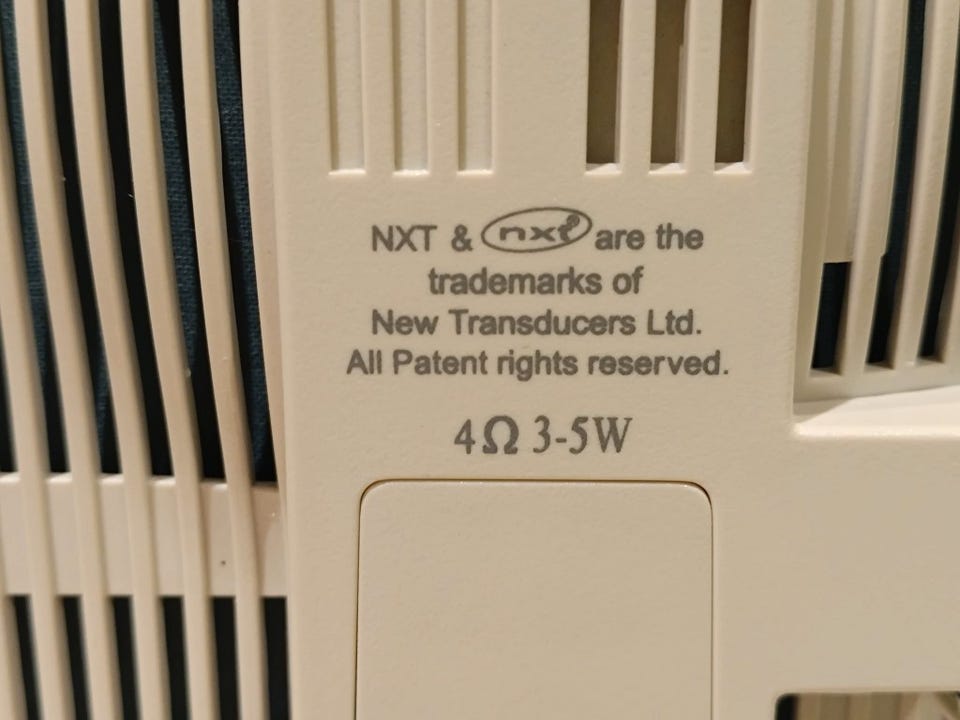 NXT & nxt are the
trademarks of
New Transducers Ltd.
All Patent rights reserved.
4Ω 3-5W